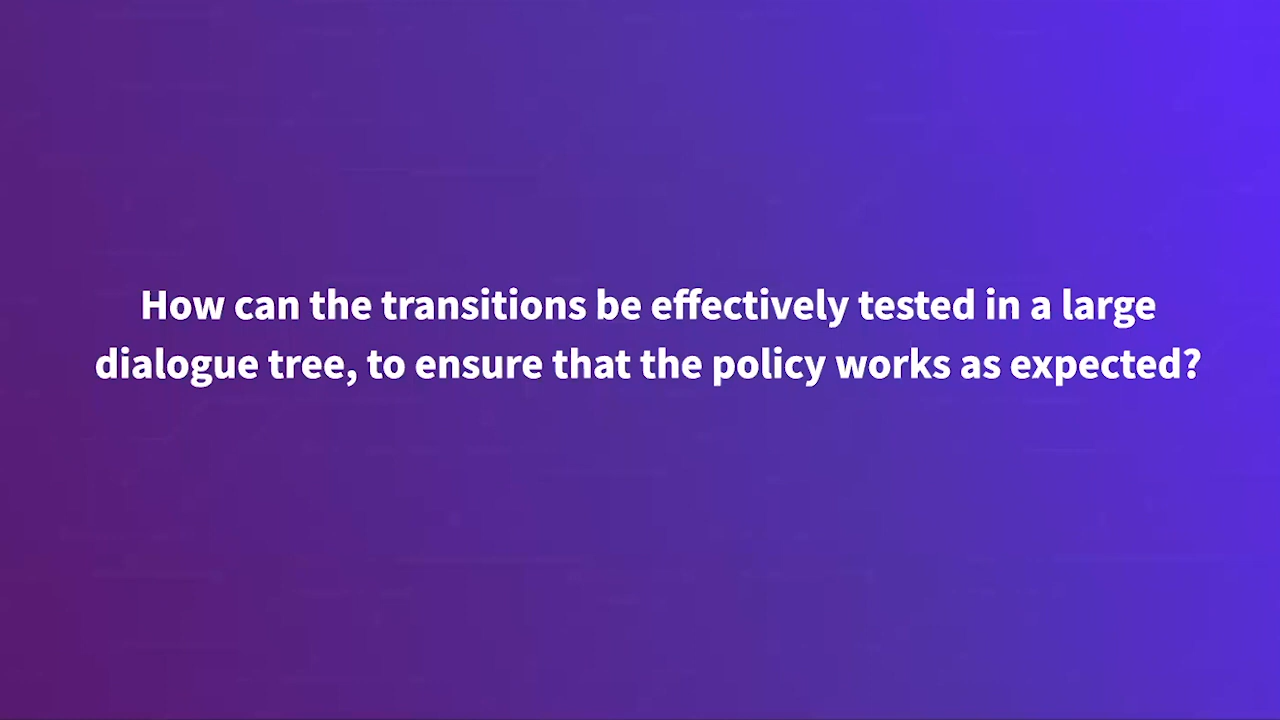 How can the transitions be effectively tested in a large
dialogue tree, to ensure that the policy works as expected?